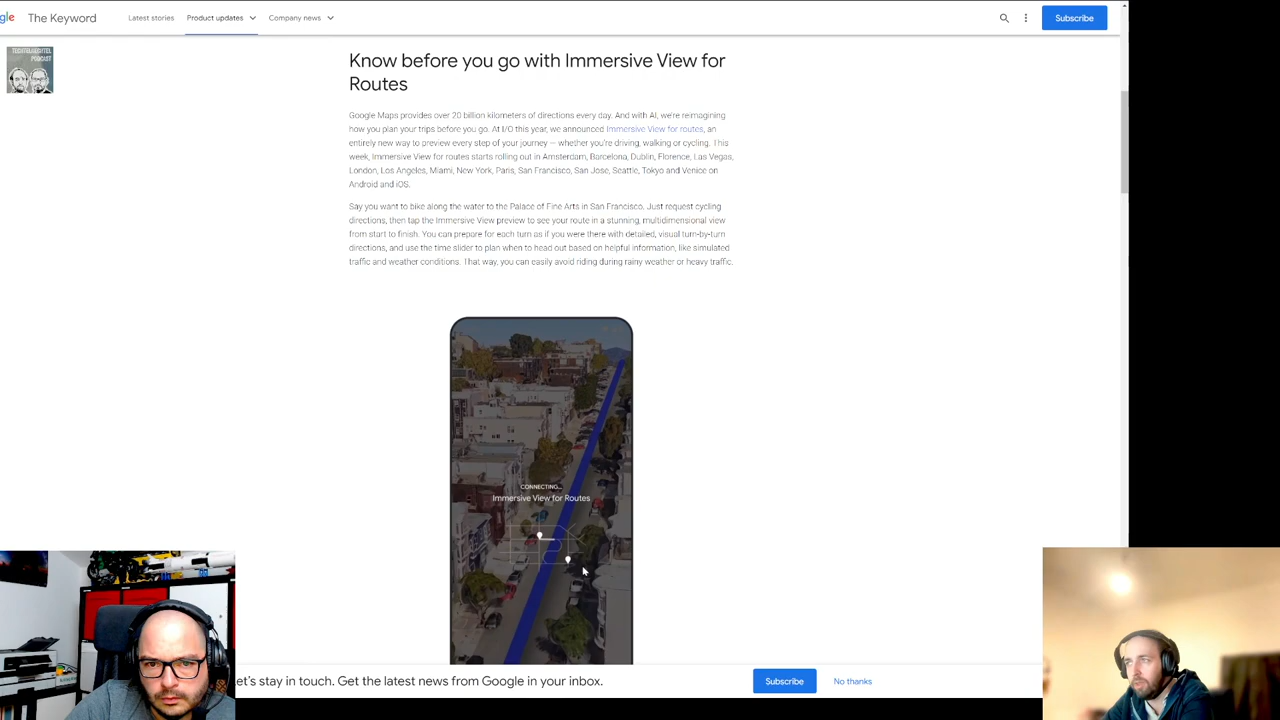 gle The Keyword Latest stories Product updates Company news Subscribe
TECHTELMECHTEL
PODCAST
Know before you go with Immersive View for
Routes
Google Maps provides over 20 billion kilometers of directions every day. And with AI, we're reimagining
how you plan your trips before you go. At I/O this year, we announced Immersive View for routes, an
entirely new way to preview every step of your journey — whether you're driving, walking or cycling. This
week, Immersive View for routes starts rolling out in Amsterdam, Barcelona, Dublin, Florence, Las Vegas,
London, Los Angeles, Miami, New York, Paris, San Francisco, San Jose, Seattle, Tokyo and Venice on
Android and iOS.
Say you want to bike along the water to the Palace of Fine Arts in San Francisco. Just request cycling
directions, then tap the Immersive View preview to see your route in a stunning, multidimensional view
from start to finish. You can prepare for each turn as if you were there with detailed, visual turn-by-turn
directions, and use the time slider to plan when to head out based on helpful information, like simulated
traffic and weather conditions. That way, you can easily avoid riding during rainy weather or heavy traffic.
CONNECTING...
Immersive View for Routes
et's stay in touch. Get the latest news from Google in your inbox. Subscribe No thanks